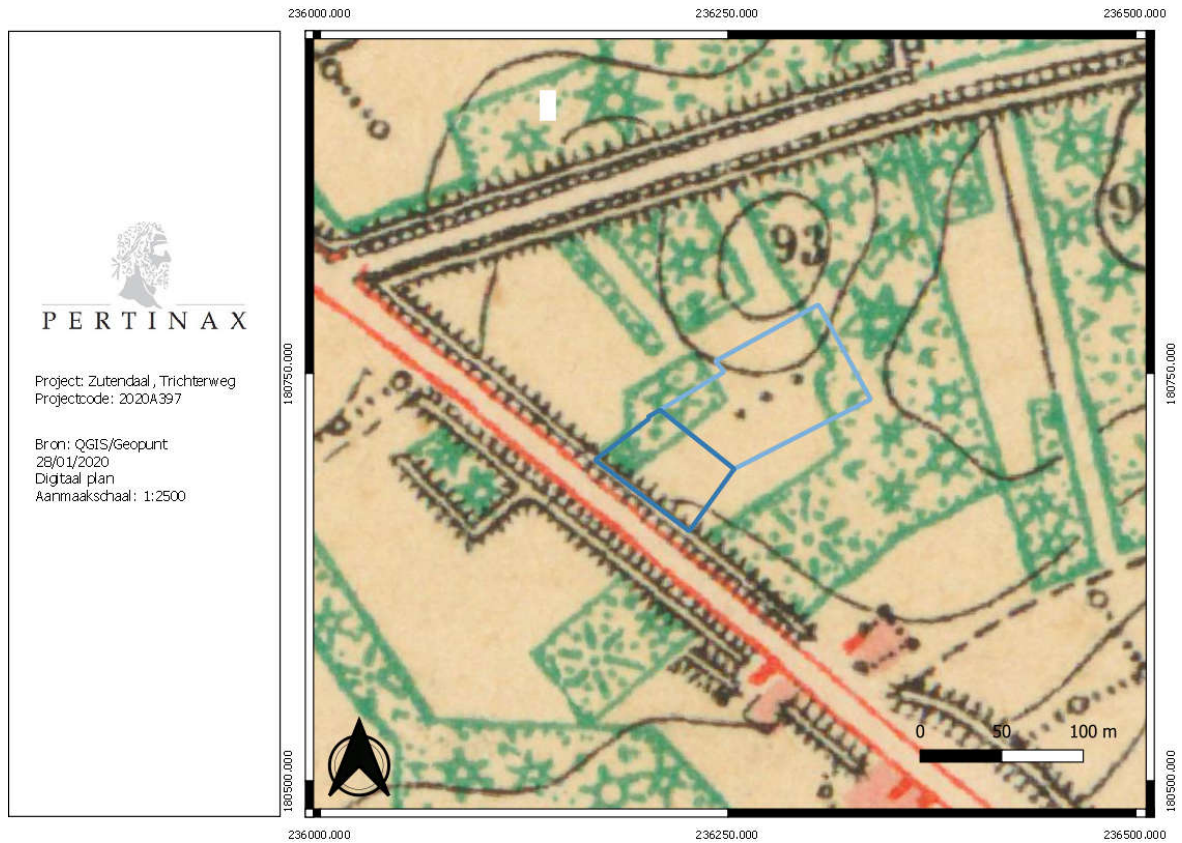 236000.000 236250.000 236500.000
PERTINAX
Project: Zutendaal, Trichterweg
Projectcode: 2020A397
Bron: QGIS/Geopunt
28/01/2020
Digitaal plan
Aanmaakschaal: 1:2500
180750.000 180750.000
180500.000 180500.000
93
9
0 50 100 m
236000.000 236250.000 236500.000